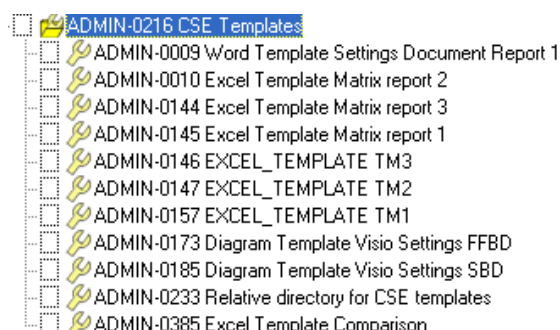 ADMIN-0216 CSE Templates
ADMIN-0009 Word Template Settings Document Report 1
ADMIN-0010 Excel Template Matrix report 2
ADMIN-0144 Excel Template Matrix report 3
ADMIN-0145 Excel Template Matrix report 1
ADMIN-0146 EXCEL_TEMPLATE TM3
ADMIN-0147 EXCEL_TEMPLATE TM2
ADMIN-0157 EXCEL_TEMPLATE TM1
ADMIN-0173 Diagram Template Visio Settings FFBD
ADMIN-0185 Diagram Template Visio Settings SBD
ADMIN-0233 Relative directory for CSE templates
ADMIN-0385 Excel Template Comparison